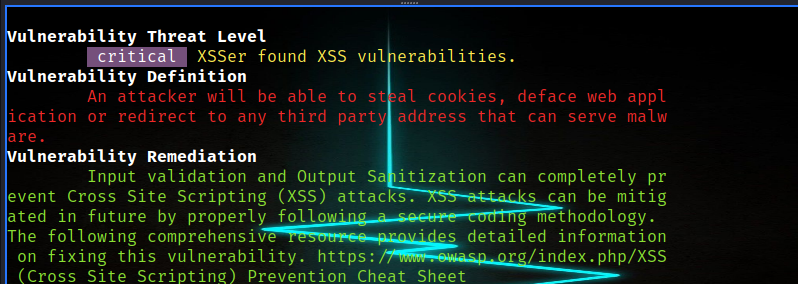 Vulnerability Threat Level
critical XSSer found XSS vulnerabilities.
Vulnerability Definition
An attacker will be able to steal cookies, deface web appl
ication or redirect to any third party address that can serve malw
are.
Vulnerability Remediation
Input validation and Output Sanitization can completely pr
event Cross Site Scripting (XSS) attacks. XSS attacks can be mitig
ated in future by properly following a secure coding methodology.
The following comprehensive resource provides detailed information
on fixing this vulnerability. https://www.owasp.org/index.php/XSS
(Cross Site Scripting) Prevention Cheat Sheet